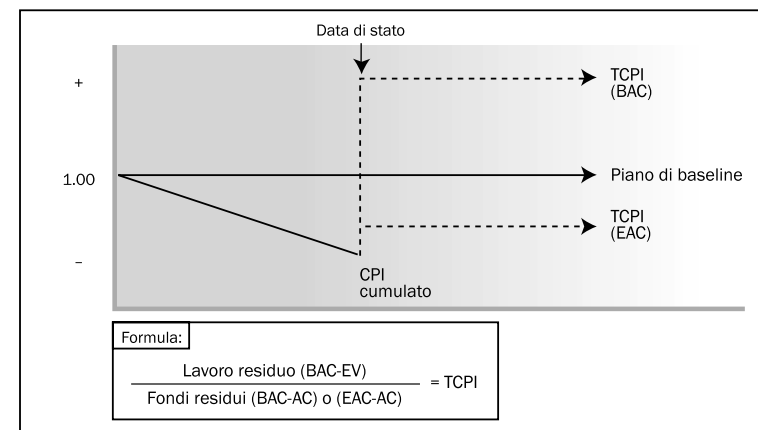 Data di stato
+
TCPI
(BAC)
1.00
Piano di baseline
TCPI
(EAC)
–
CPI
cumulato
Formula:
Lavoro residuo (BAC-EV)
= TCPI
Fondi residui (BAC-AC) o (EAC-AC)